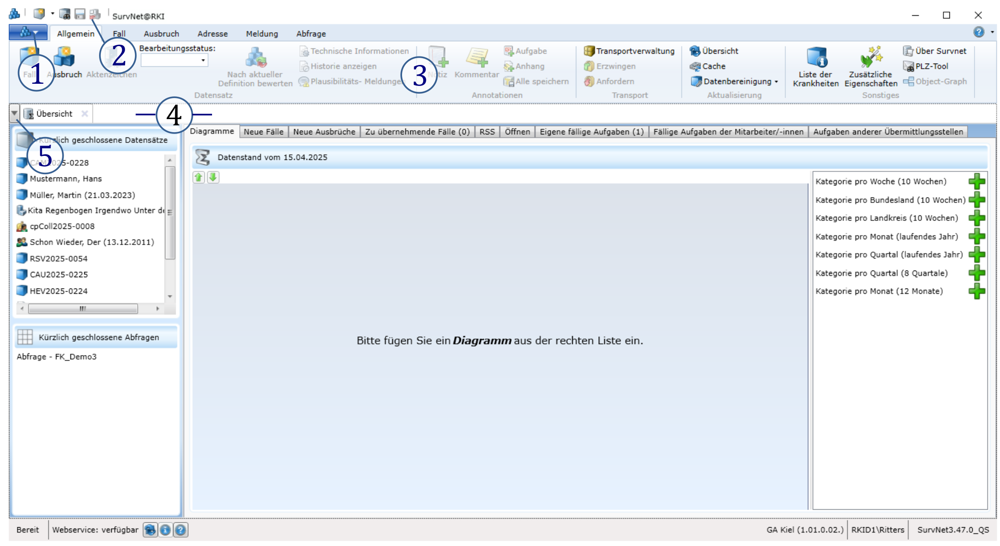 SurvNet@RKI
Allgemein Fall Ausbruch Adresse Meldung Abfrage
Fall Ausbruch Aktenzeichen
Bearbeitungsstatus:
Nach aktueller
Definition bewerten
Technische Informationen
Historie anzeigen
Plausibilitäts- Meldungen
Datensatz
Notiz Kommentar
Aufgabe
Anhang
Alle speichern
Annotationen
Transportverwaltung
Erzwingen
Anfordern
Transport
Übersicht
Cache
Datenbereinigung
Aktualisierung
Liste der
Krankheiten
Zusätzliche
Eigenschaften
Über Survnet
PLZ-Tool
Object-Graph
Sonstiges
1
2
3
4
5
Übersicht
Kürzlich geschlossene Datensätze
CAM2025-0228
Mustermann, Hans
Müller, Martin (21.03.2023)
Kita Regenbogen Irgendwo Unter de
cpColl2025-0008
Schon Wieder, Der (13.12.2011)
RSV2025-0054
CAU2025-0225
HEV2025-0224
Kürzlich geschlossene Abfragen
Abfrage - FK_Demo3
Diagramme Neue Fälle Neue Ausbrüche Zu übernehmende Fälle (0) RSS Öffnen Eigene fällige Aufgaben (1) Fällige Aufgaben der Mitarbeiter/-innen Aufgaben anderer Übermittlungsstellen
Datenstand vom 15.04.2025
Bitte fügen Sie ein Diagramm aus der rechten Liste ein.
Kategorie pro Woche (10 Wochen)
Kategorie pro Bundesland (10 Wochen)
Kategorie pro Landkreis (10 Wochen)
Kategorie pro Monat (laufendes Jahr)
Kategorie pro Quartal (laufendes Jahr)
Kategorie pro Quartal (8 Quartale)
Kategorie pro Monat (12 Monate)
Bereit Webservice: verfügbar GA Kiel (1.01.0.02.) RKID1\Ritters SurvNet3.47.0_QS